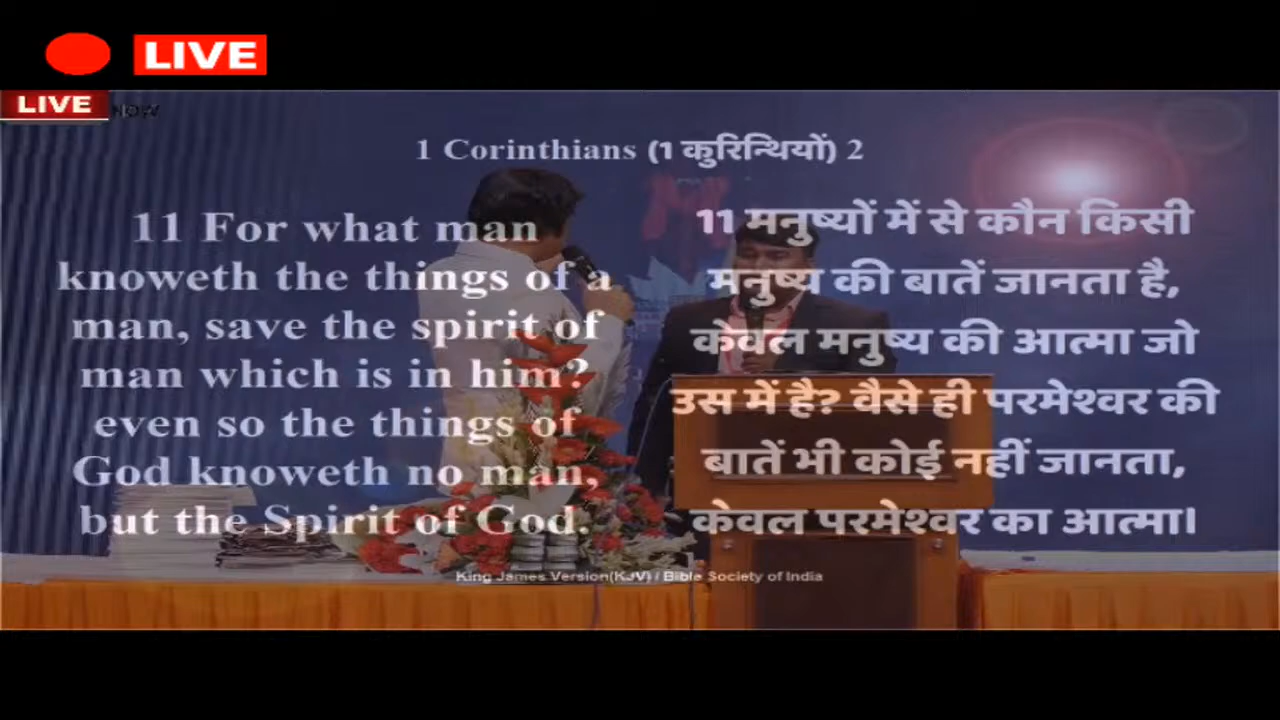 LIVE
LIVE NOW
1 Corinthians (1 कुरिन्थियों) 2
11 For what man
knoweth the things of a
man, save the spirit of
man which is in him?
even so the things of
God knoweth no man,
but the Spirit of God.
11 मनुष्यों में से कौन किसी
मनुष्य की बातें जानता है,
केवल मनुष्य की आत्मा जो
उस में है? वैसे ही परमेश्वर की
बातें भी कोई नहीं जानता,
केवल परमेश्वर का आत्मा।
King James Version(KJV) / Bible Society of India